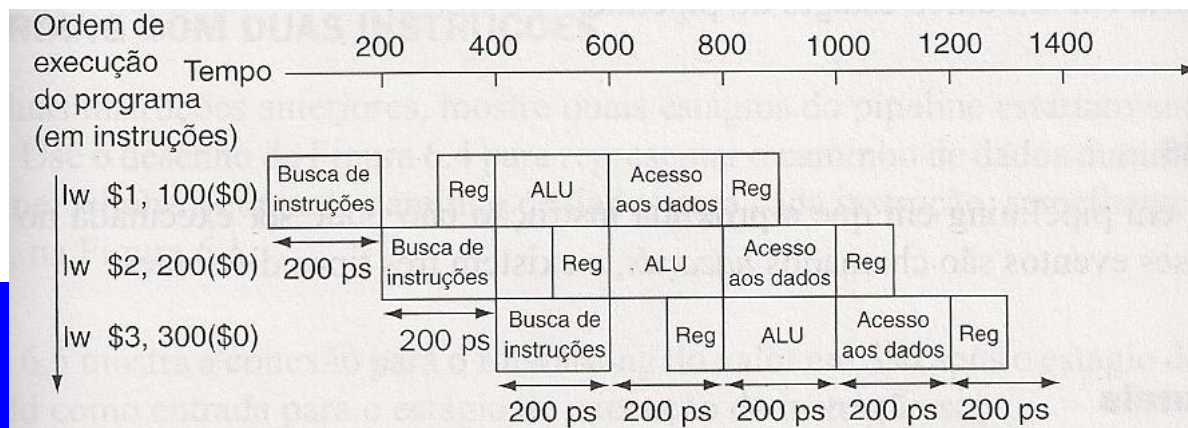 Ordem de
execução
do programa
(em instruções)
Tempo
200 400 600 800 1000 1200 1400
lw $1, 100($0)
Busca de
instruções
Reg
ALU
Acesso
aos dados
Reg
200 ps
lw $2, 200($0)
Busca de
instruções
Reg
ALU
Acesso
aos dados
Reg
200 ps
lw $3, 300($0)
Busca de
instruções
Reg
ALU
Acesso
aos dados
Reg
200 ps 200 ps 200 ps 200 ps 200 ps